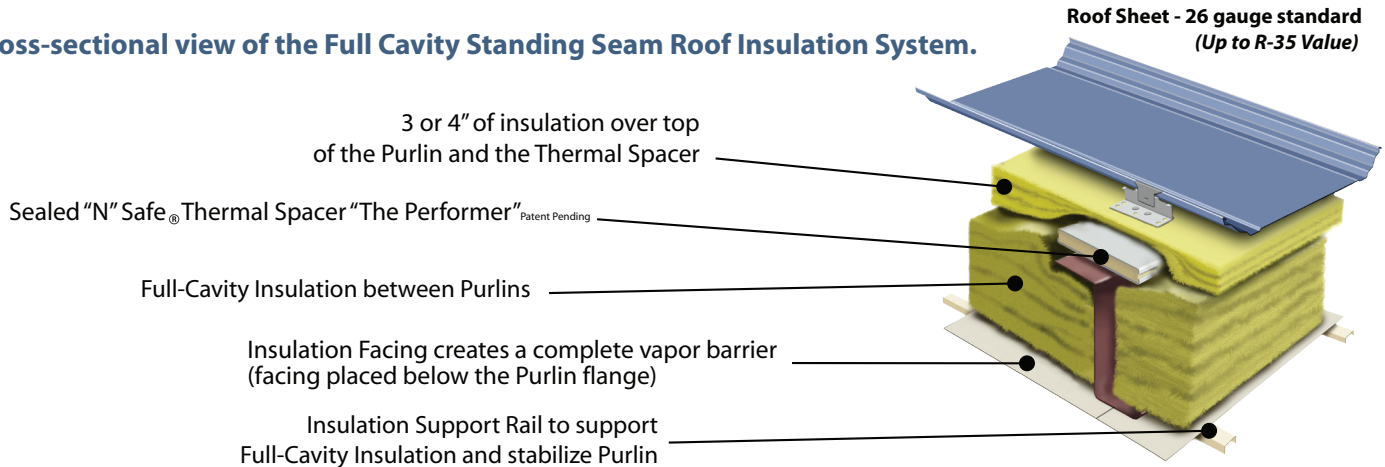 oss-sectional view of the Full Cavity Standing Seam Roof Insulation System.
Roof Sheet - 26 gauge standard
(Up to R-35 Value)
3 or 4” of insulation over top
of the Purlin and the Thermal Spacer
Sealed “N” Safe® Thermal Spacer “The Performer” Patent Pending
Full-Cavity Insulation between Purlins
Insulation Facing creates a complete vapor barrier
(facing placed below the Purlin flange)
Insulation Support Rail to support
Full-Cavity Insulation and stabilize Purlin